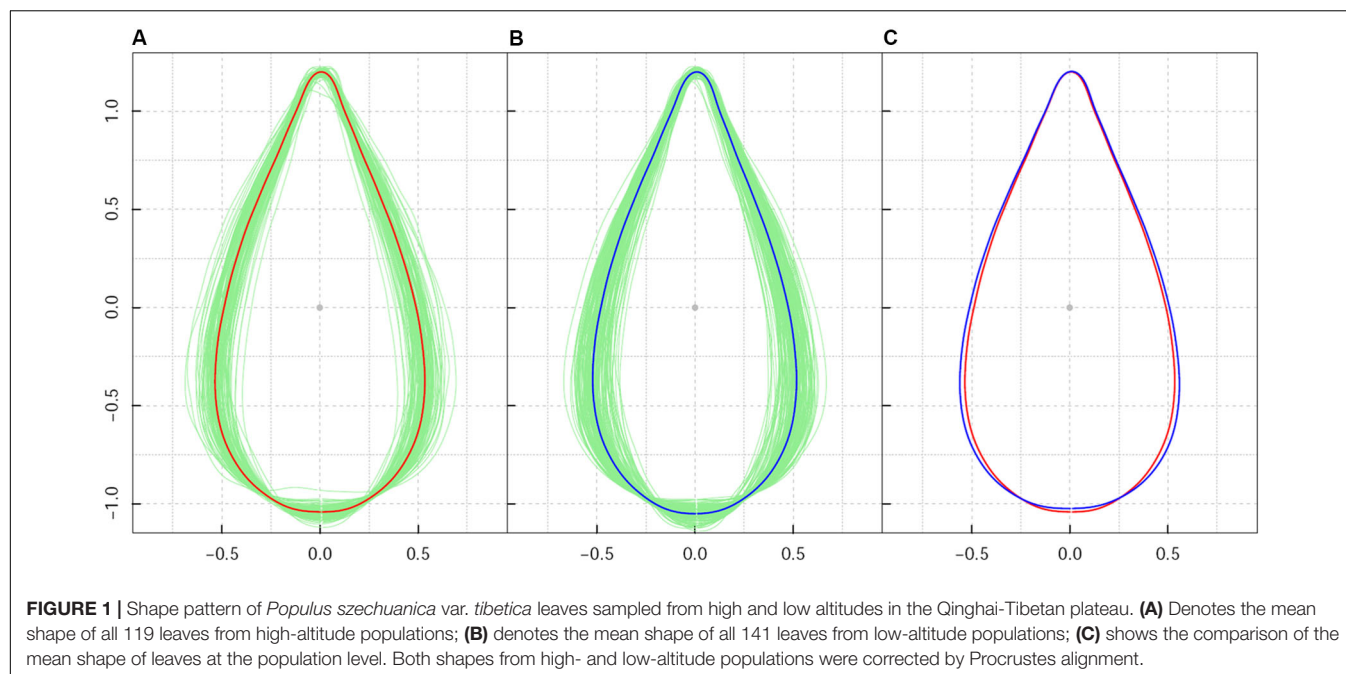 A
B
C
1.0
0.5
0.0
−0.5
−1.0
−0.5 0.0 0.5
−0.5 0.0 0.5
−0.5 0.0 0.5
FIGURE 1 | Shape pattern of Populus szechuanica var. tibetica leaves sampled from high and low altitudes in the Qinghai-Tibetan plateau. (A) Denotes the mean
shape of all 119 leaves from high-altitude populations; (B) denotes the mean shape of all 141 leaves from low-altitude populations; (C) shows the comparison of the
mean shape of leaves at the population level. Both shapes from high- and low-altitude populations were corrected by Procrustes alignment.